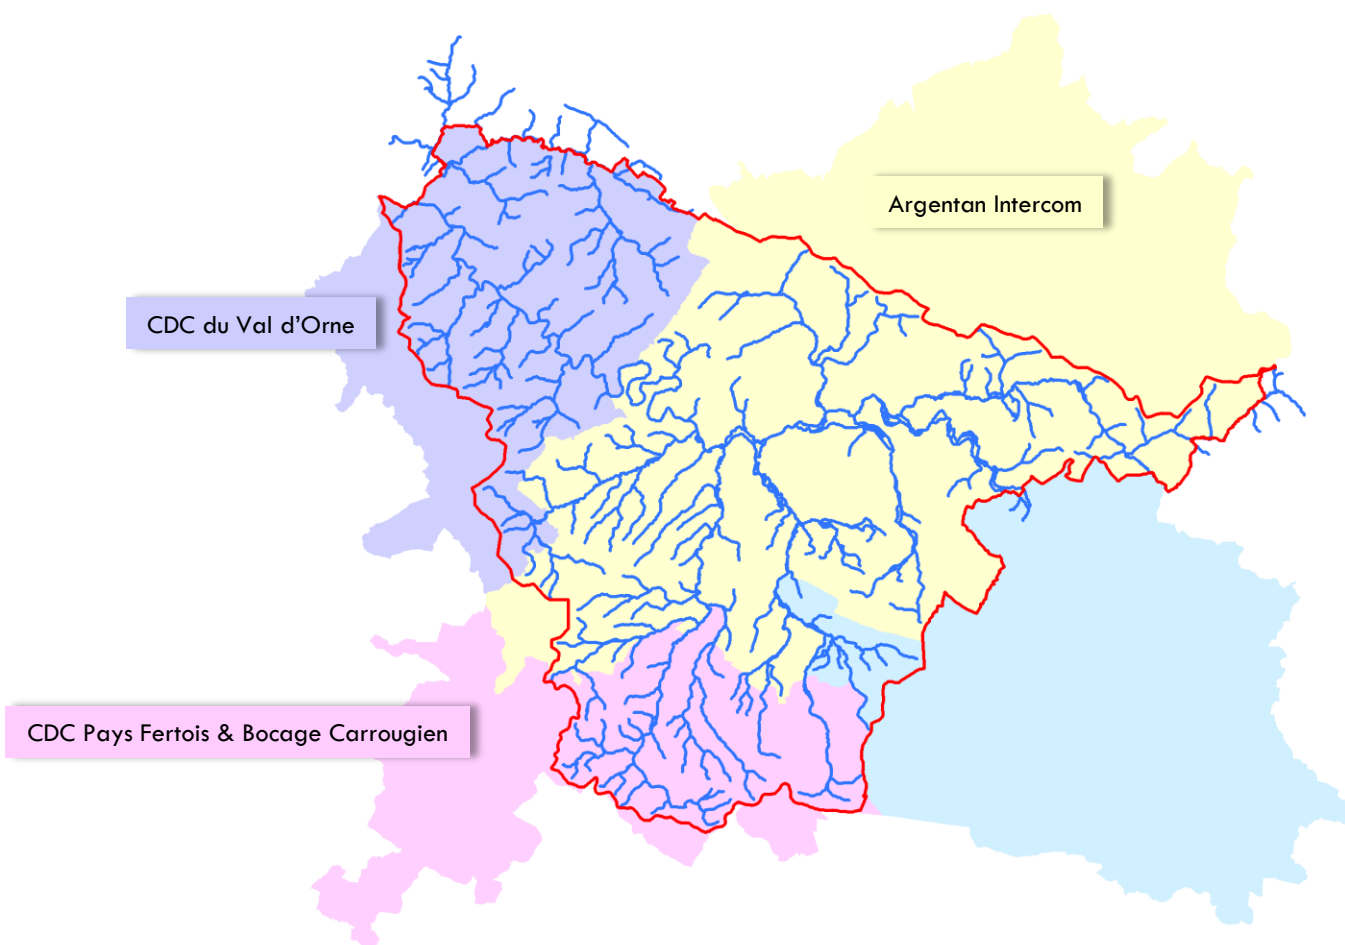 Argentan Intercom
CDC du Val d'Orne
CDC Pays Fertois & Bocage Carrougien